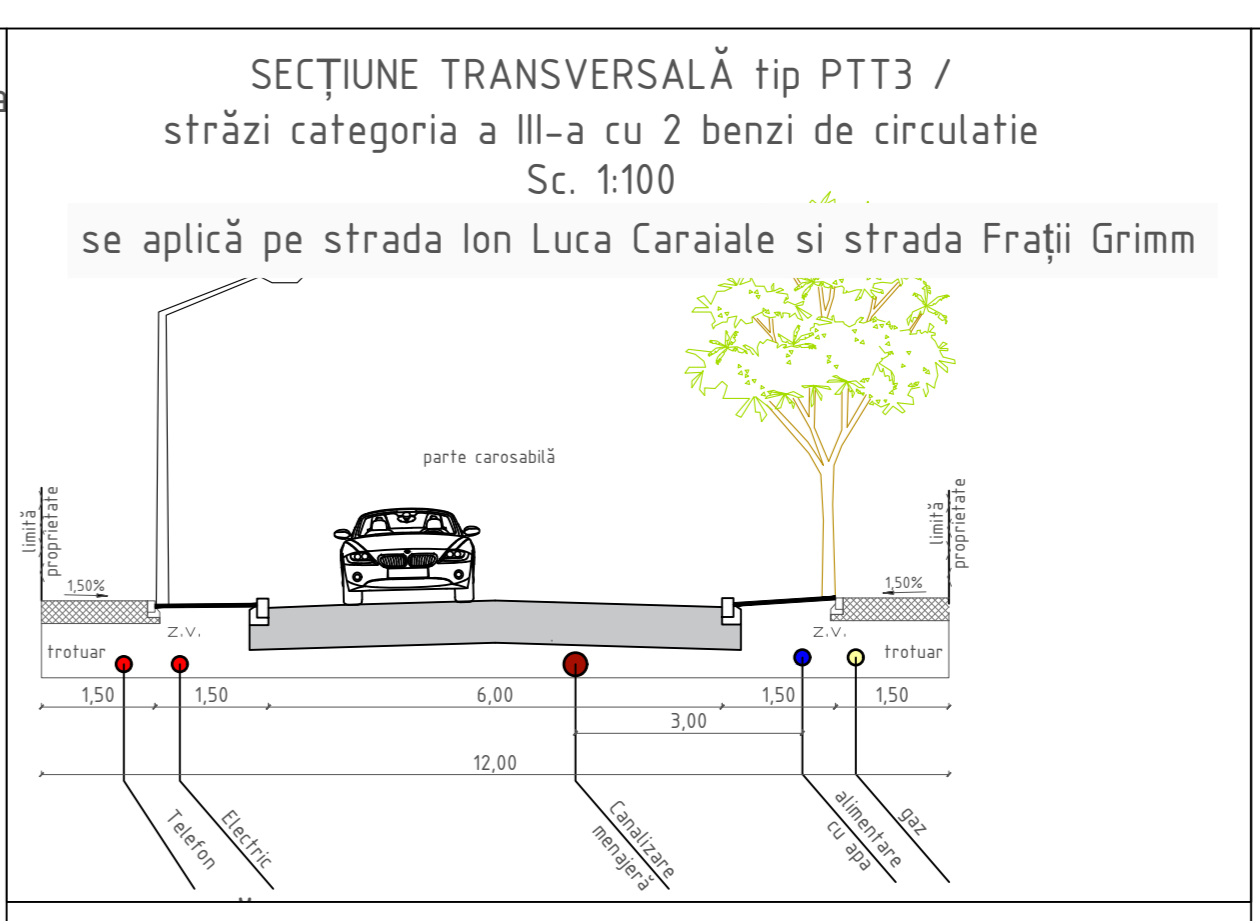 SECȚIUNE TRANSVERSALĂ tip PTT3 /
străzi categoria a III-a cu 2 benzi de circulatie
Sc. 1:100
se aplică pe strada Ion Luca Caraiale si strada Frații Grimm
parte carosabilă
limită
proprietate
limită
proprietate
1,50%
1,50%
z.v.
z.v.
trotuar
trotuar
1,50
1,50
6,00
1,50
1,50
3,00
12,00
Telefon
Electric
Canalizare
menajeră
alimentare
cu apa
gaz